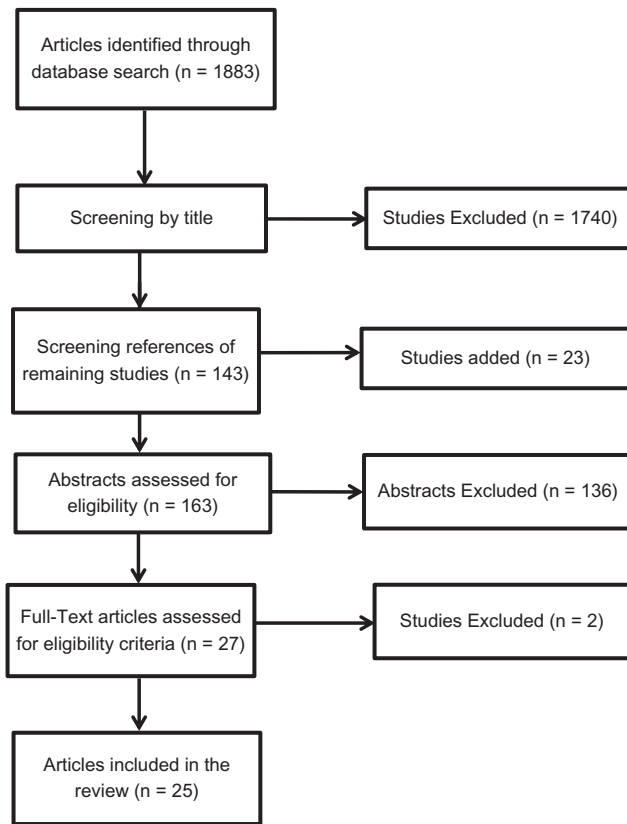 Articles identified through
database search (n = 1883)
Screening by title
Studies Excluded (n = 1740)
Screening references of
remaining studies (n = 143)
Studies added (n = 23)
Abstracts assessed for
eligibility (n = 163)
Abstracts Excluded (n = 136)
Full-Text articles assessed
for eligibility criteria (n = 27)
Studies Excluded (n = 2)
Articles included in the
review (n = 25)